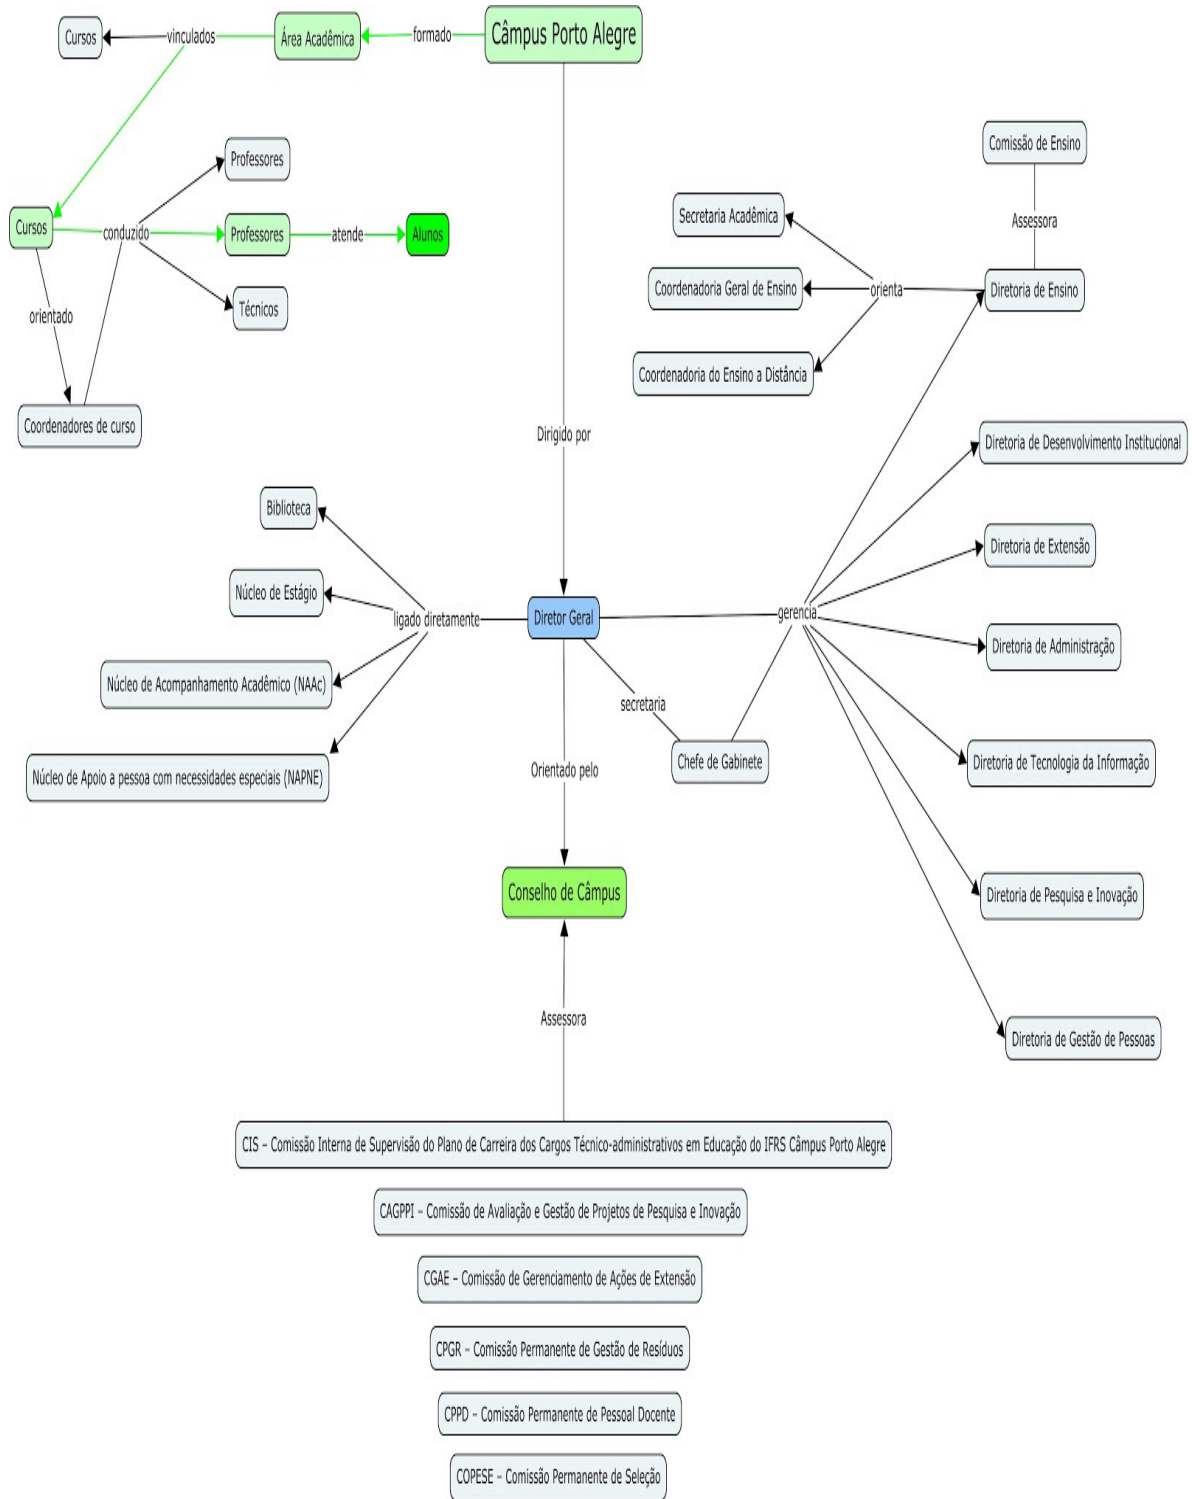 Câmpus Porto Alegre
formado
Área Acadêmica
vinculados
Cursos
Cursos
conduzido
Professores
Professores
atende
Alunos
Técnicos
orientado
Coordenadores de curso
Dirigido por
Comissão de Ensino
Assessora
Diretoria de Ensino
orienta
Secretaria Acadêmica
Coordenadoria Geral de Ensino
Coordenadoria do Ensino a Distância
Diretoria de Desenvolvimento Institucional
Diretoria de Extensão
Diretoria de Administração
Diretoria de Tecnologia da Informação
Diretoria de Pesquisa e Inovação
Diretoria de Gestão de Pessoas
gerencia
Diretor Geral
ligado diretamente
Biblioteca
Núcleo de Estágio
Núcleo de Acompanhamento Acadêmico (NAAc)
Núcleo de Apoio a pessoa com necessidades especiais (NAPNE)
secretaria
Chefe de Gabinete
Orientado pelo
Conselho de Câmpus
Assessora
CIS – Comissão Interna de Supervisão do Plano de Carreira dos Cargos Técnico-administrativos em Educação do IFRS Câmpus Porto Alegre
CAGPPI – Comissão de Avaliação e Gestão de Projetos de Pesquisa e Inovação
CGAE – Comissão de Gerenciamento de Ações de Extensão
CPGR – Comissão Permanente de Gestão de Resíduos
CPPD – Comissão Permanente de Pessoal Docente
COPESE – Comissão Permanente de Seleção